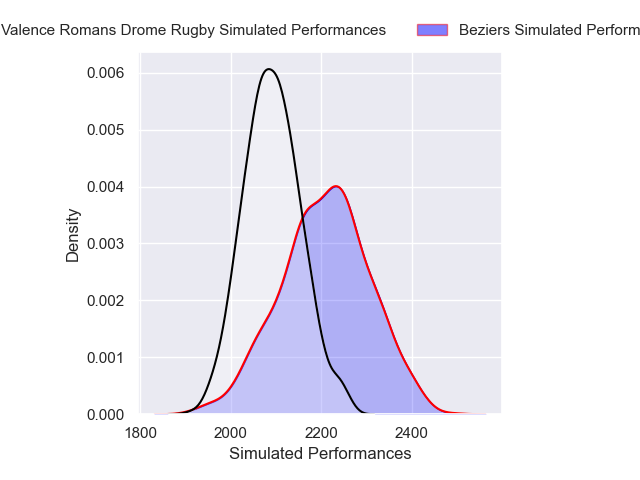 Valence Romans Drome Rugby Simulated Performances
Beziers Simulated Perform
0.006
0.005
0.004
0.003
0.002
0.001
0.000
Density
1800 2000 2200 2400
Simulated Performances